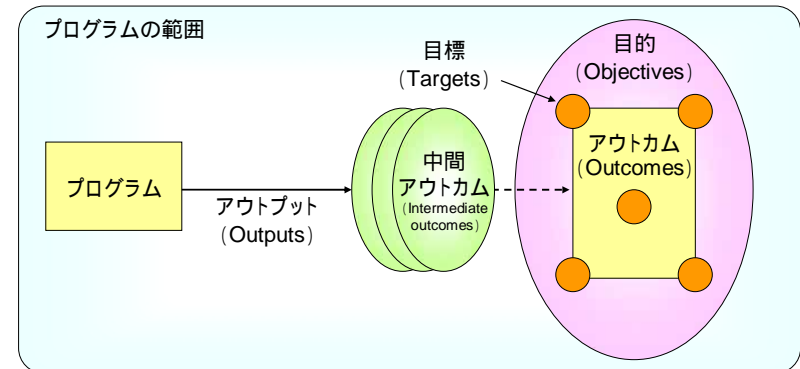 プログラムの範囲
プログラム
アウトプット
(Outputs)
中間
アウトカム
(Intermediate
outcomes)
目標
(Targets)
目的
(Objectives)
アウトカム
(Outcomes)